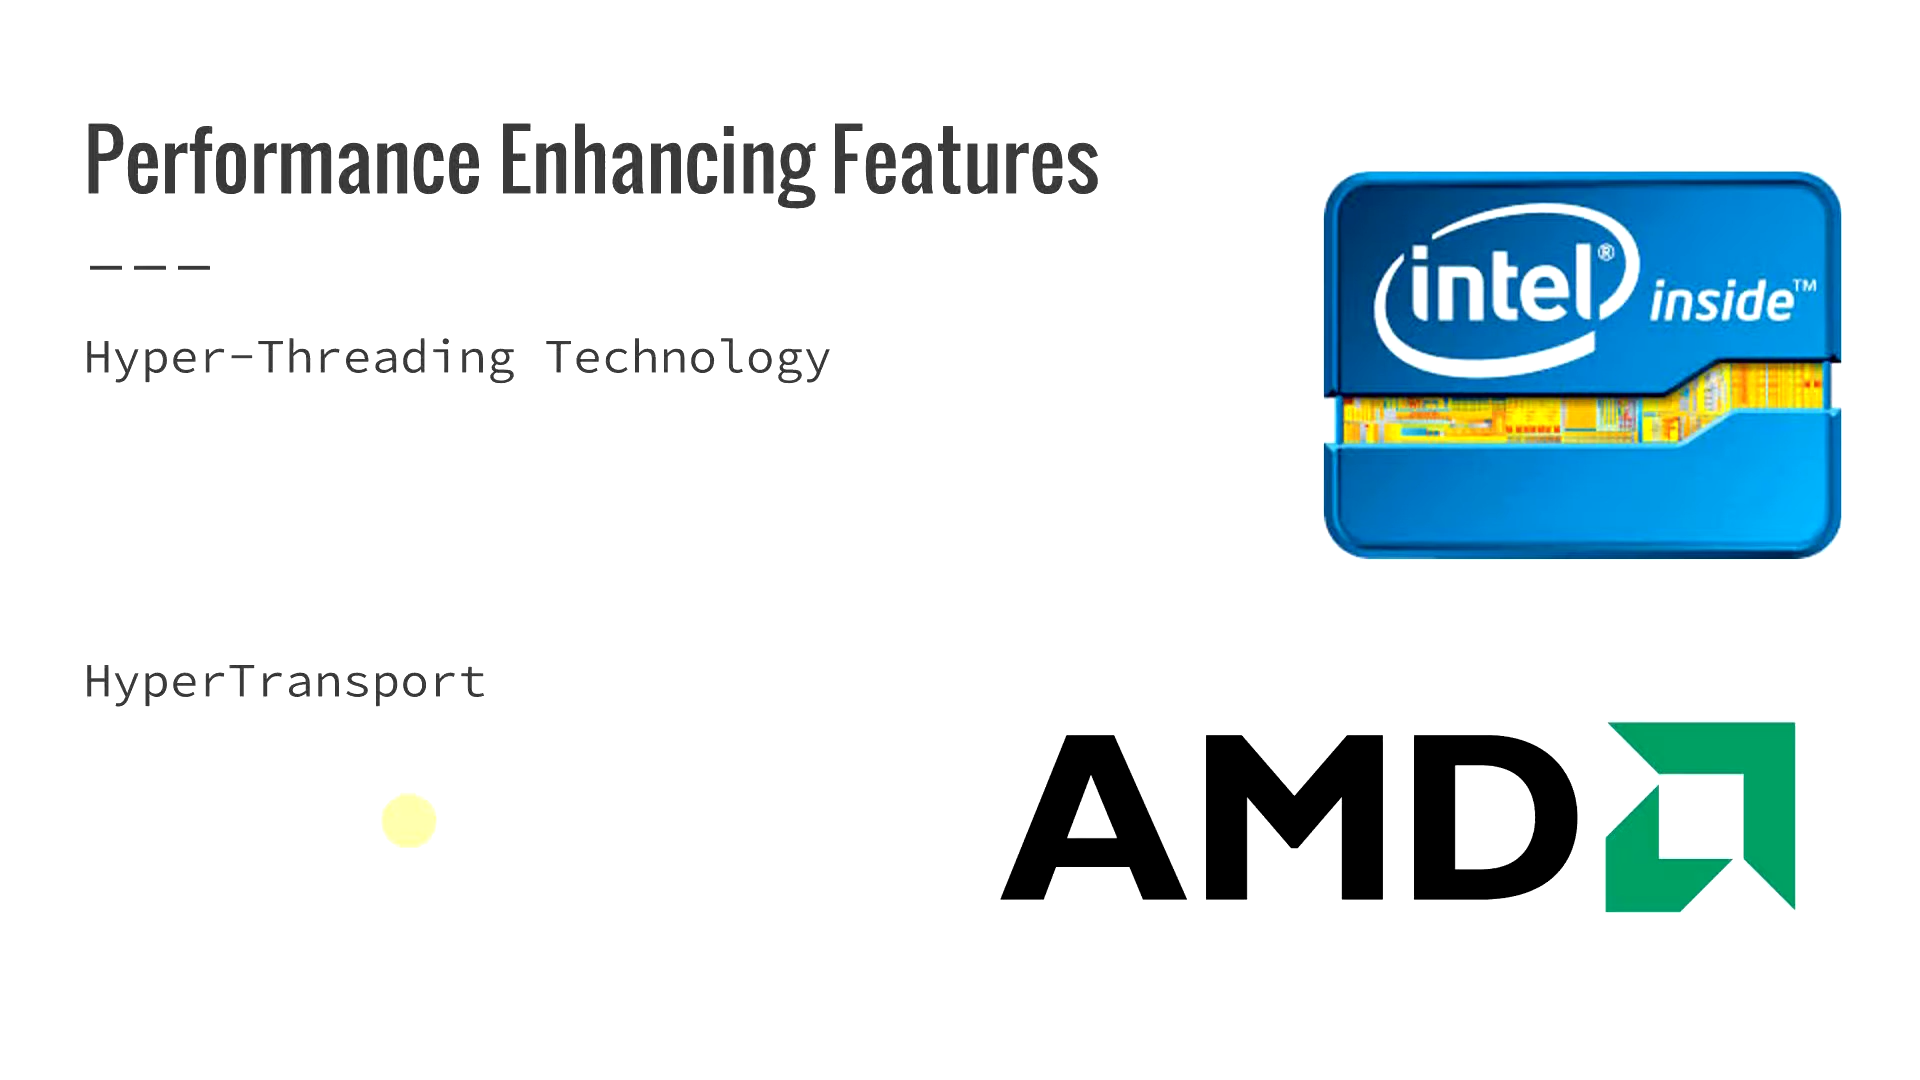 Performance Enhancing Features
Hyper-Threading Technology
intel® inside™
HyperTransport
AMD